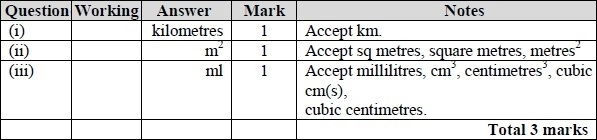 Question Working Answer Mark Notes
(i) kilometres 1 Accept km.
(ii) m² 1 Accept sq metres, square metres, metres²
(iii) ml 1 Accept millilitres, cm³, centimetres³, cubic
cm(s),
cubic centimetres.
Total 3 marks